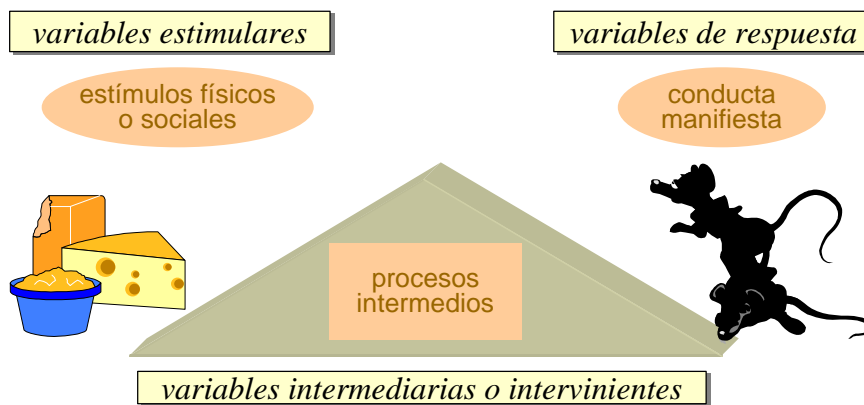 variables estimulares
variables de respuesta
estímulos físicos
o sociales
conducta
manifiesta
procesos
intermedios
variables intermediarias o intervinientes